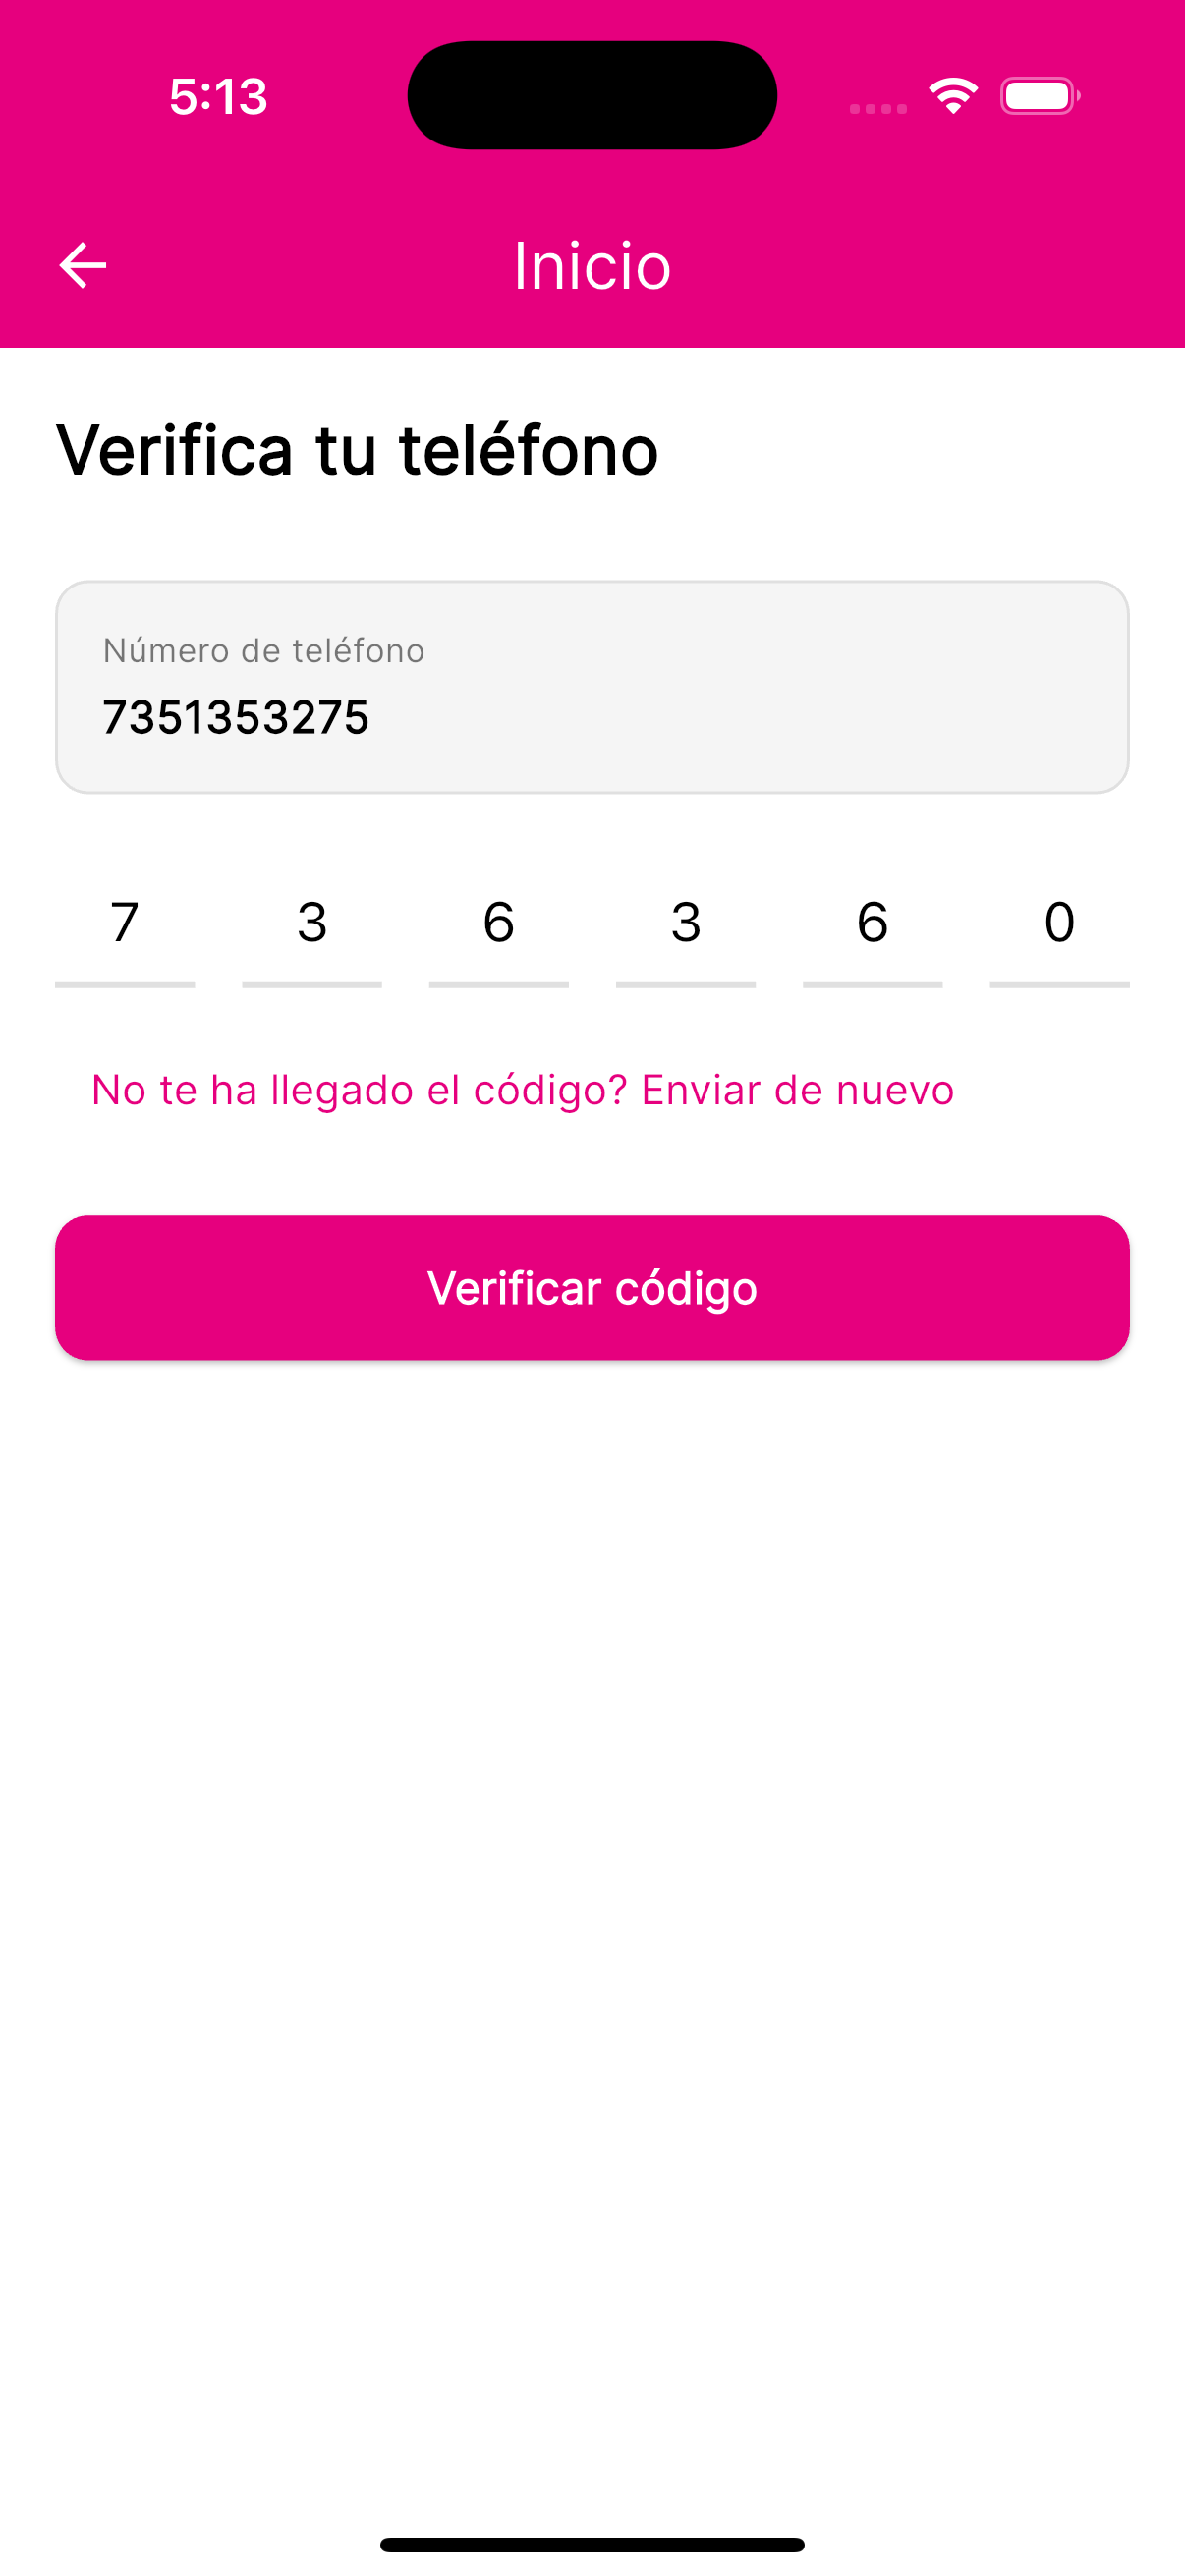 5:13
Inicio
Verifica tu teléfono
Número de teléfono
7351353275
7 3 6 3 6 0
No te ha llegado el código? Enviar de nuevo
Verificar código